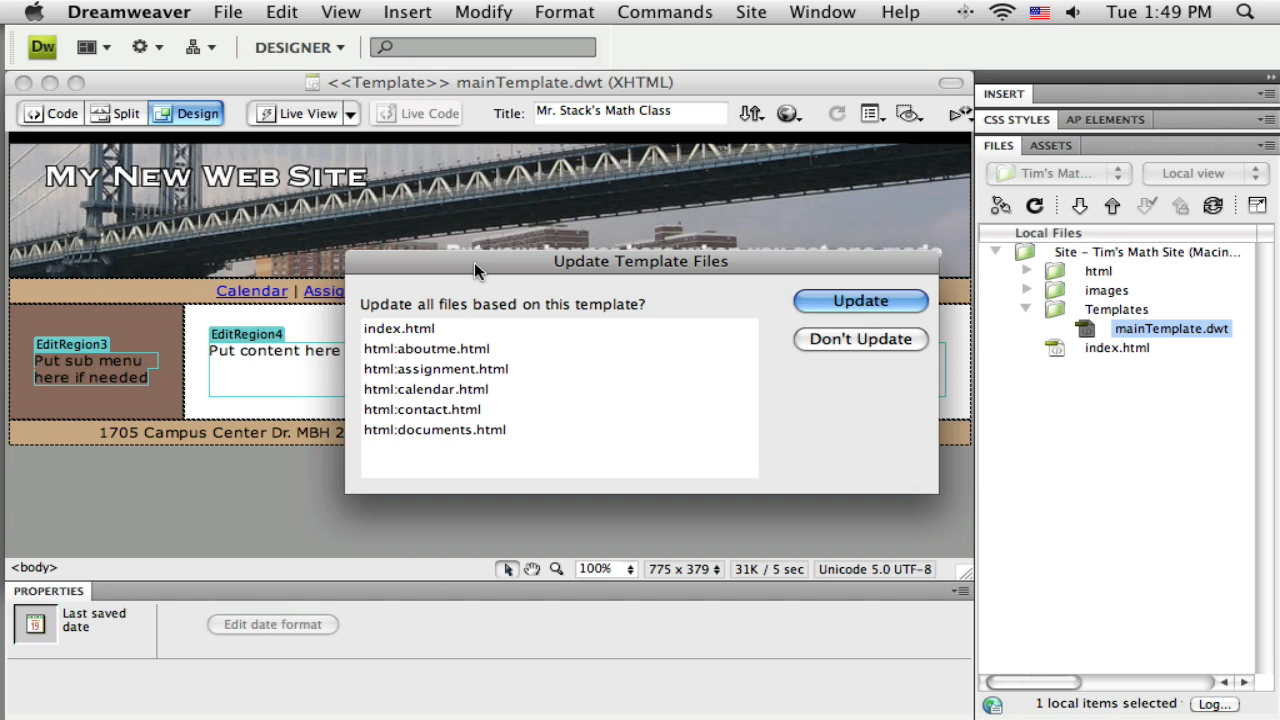 Dreamweaver File Edit View Insert Modify Format Commands Site Window Help Tue 1:49 PM
Dw DESIGNER
<<Template>> mainTemplate.dwt (XHTML)
Code Split Design Live View Live Code Title: Mr. Stack's Math Class
My New Web Site
Calendar | Assig
EditRegion3
Put sub menu
here if needed
EditRegion4
Put content here
1705 Campus Center Dr. MBH 2
Update Template Files
Update all files based on this template?
index.html
html:aboutme.html
html:assignment.html
html:calendar.html
html:contact.html
html:documents.html
Update
Don't Update
<body> 100% 775 x 379 31K / 5 sec Unicode 5.0 UTF-8
PROPERTIES
Last saved
date
19
Edit date format
INSERT
CSS STYLES AP ELEMENTS
FILES ASSETS
Tim's Mat... Local view
Local Files
Site – Tim's Math Site (Macin...
html
images
Templates
mainTemplate.dwt
index.html
1 local items selected Log...